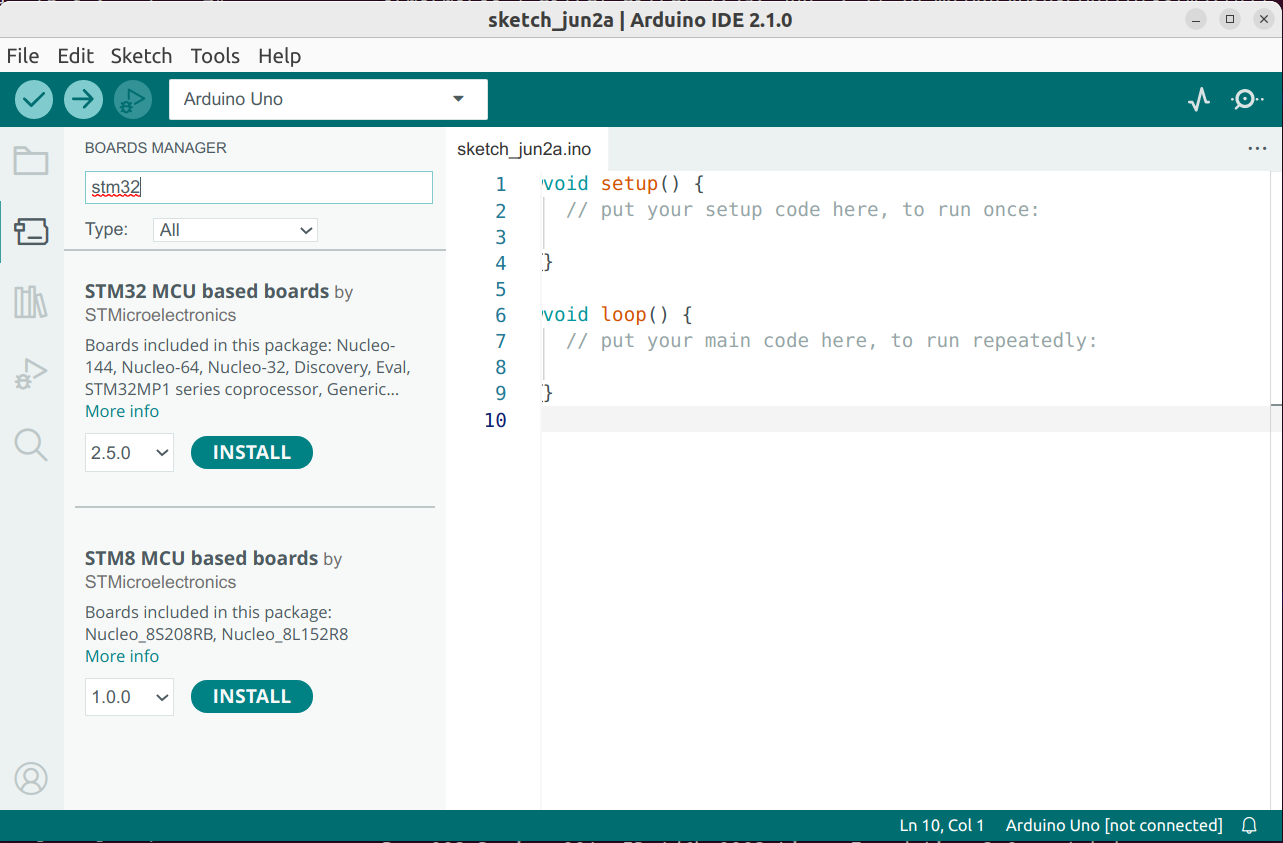 sketch_jun2a | Arduino IDE 2.1.0
File Edit Sketch Tools Help
Arduino Uno
BOARDS MANAGER
stm32
Type: All
STM32 MCU based boards by
STMicroelectronics
Boards included in this package: Nucleo-
144, Nucleo-64, Nucleo-32, Discovery, Eval,
STM32MP1 series coprocessor, Generic...
More info
2.5.0 INSTALL
STM8 MCU based boards by
STMicroelectronics
Boards included in this package:
Nucleo_8S208RB, Nucleo_8L152R8
More info
1.0.0 INSTALL
sketch_jun2a.ino
1 void setup() {
2 // put your setup code here, to run once:
3
4 }
5
6 void loop() {
7 // put your main code here, to run repeatedly:
8
9 }
10
Ln 10, Col 1 Arduino Uno [not connected]